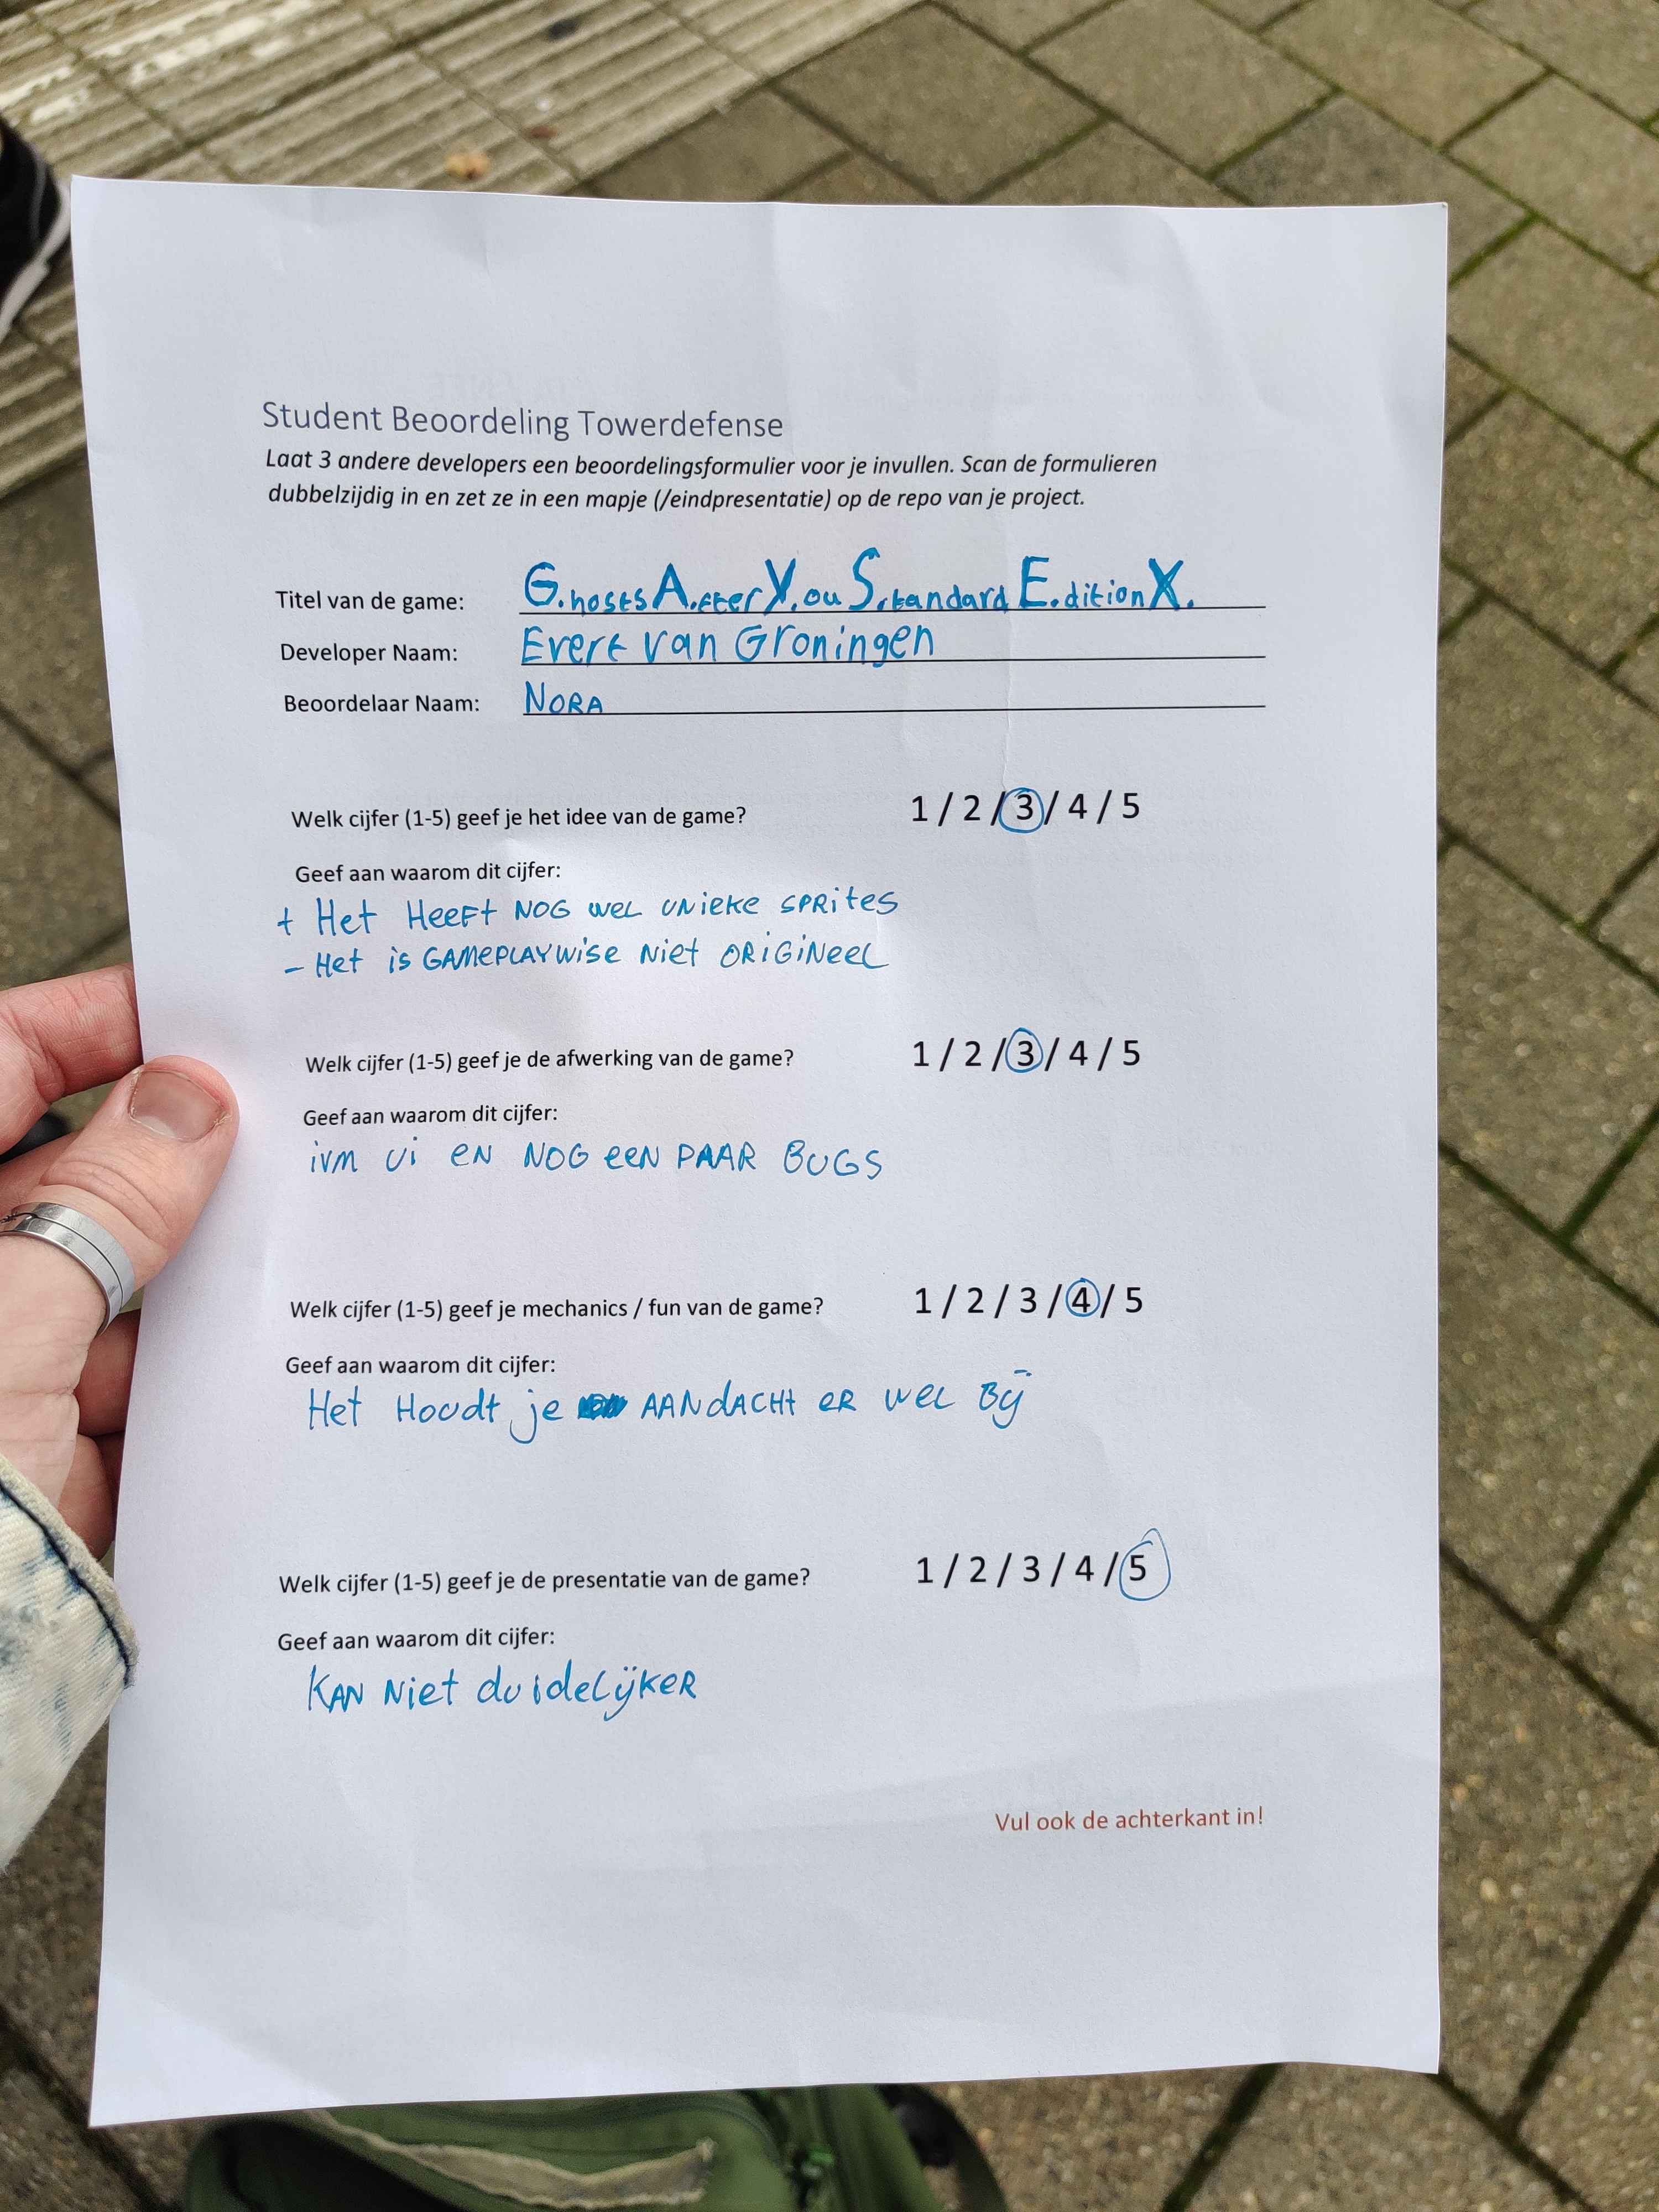 Student Beoordeling Towerdefense
Laat 3 andere developers een beoordelingsformulier voor je invullen. Scan de formulieren
dubbelzijdig in en zet ze in een mapje (/eindpresentatie) op de repo van je project.
Titel van de game: G.hosts A.fter Y.ou S.tandard E.dition X.
Developer Naam: Evert van Groningen
Beoordelaar Naam: NORA
Welk cijfer (1-5) geef je het idee van de game? 1 / 2 / 3 / 4 / 5
Geef aan waarom dit cijfer:
+ Het HeeFt NOG wel UNieke SPRites
- Het is GAMePLAYwise Niet ORiGiNeeL
Welk cijfer (1-5) geef je de afwerking van de game? 1 / 2 / 3 / 4 / 5
Geef aan waarom dit cijfer:
ivm Ui eN NOG eeN PAAR BUGS
Welk cijfer (1-5) geef je mechanics / fun van de game? 1 / 2 / 3 / 4 / 5
Geef aan waarom dit cijfer:
Het Houdt je AANdACHt eR weL Bij
Welk cijfer (1-5) geef je de presentatie van de game? 1 / 2 / 3 / 4 / 5
Geef aan waarom dit cijfer:
KAN Niet duideLijkeR
Vul ook de achterkant in!